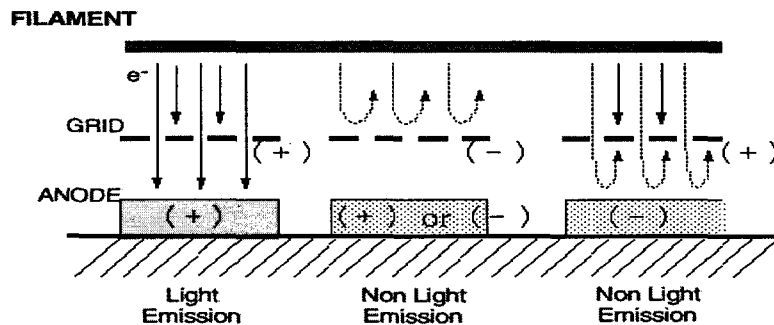 FILAMENT
e-
GRID
(+)
(-)
(+)
ANODE
(+)
(+) or (-)
(-)
Light
Emission
Non Light
Emission
Non Light
Emission